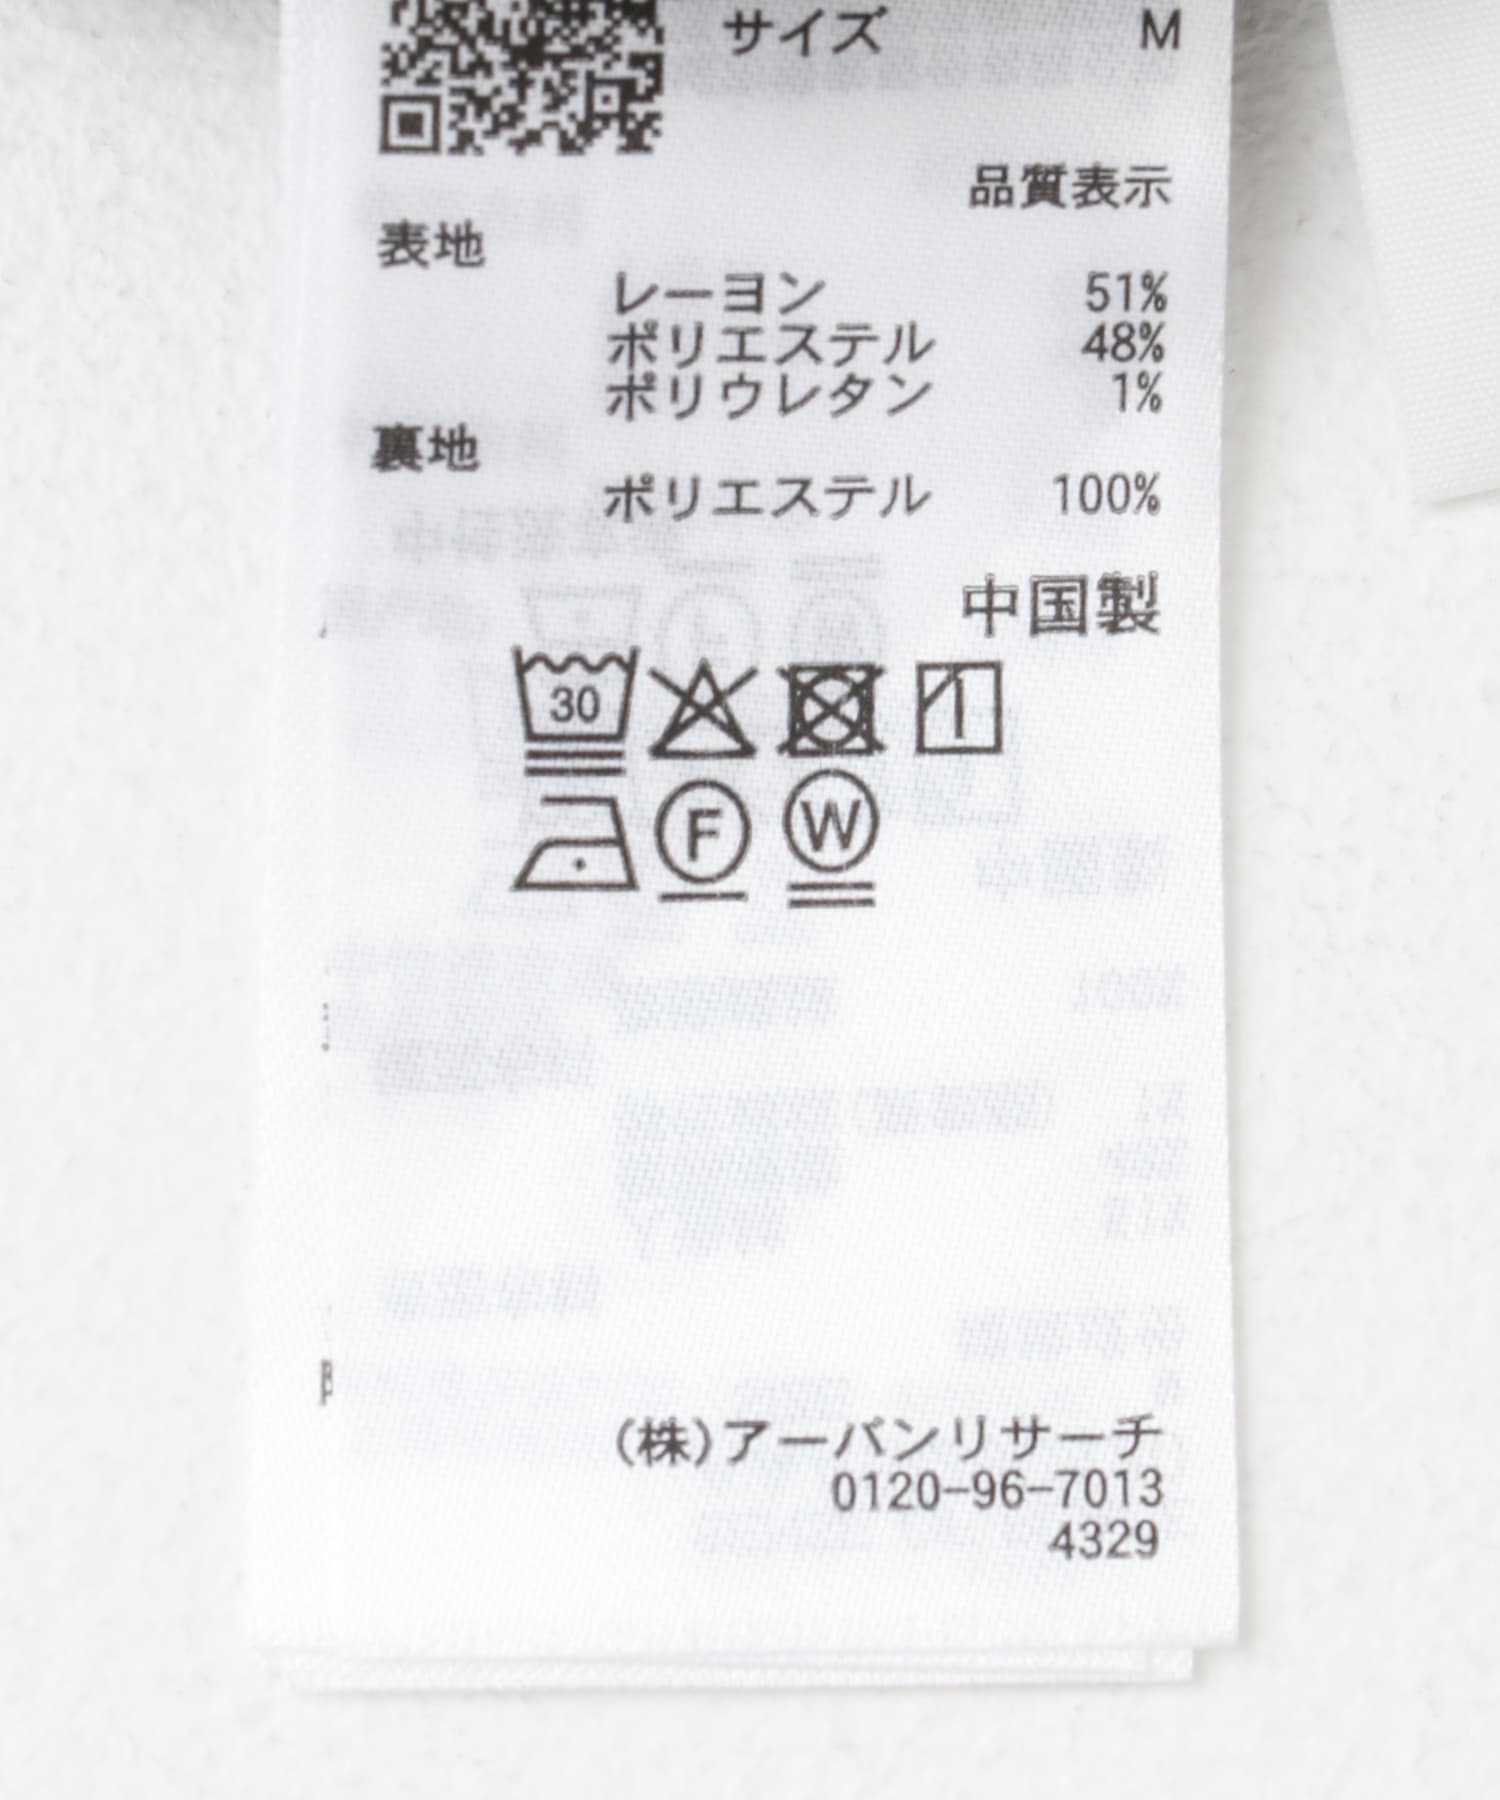 サイズ M
品質表示
表地
レーヨン 51%
ポリエステル 48%
ポリウレタン 1%
裏地
ポリエステル 100%
中国製
30
F W
(株)アーバンリサーチ
0120-96-7013
4329